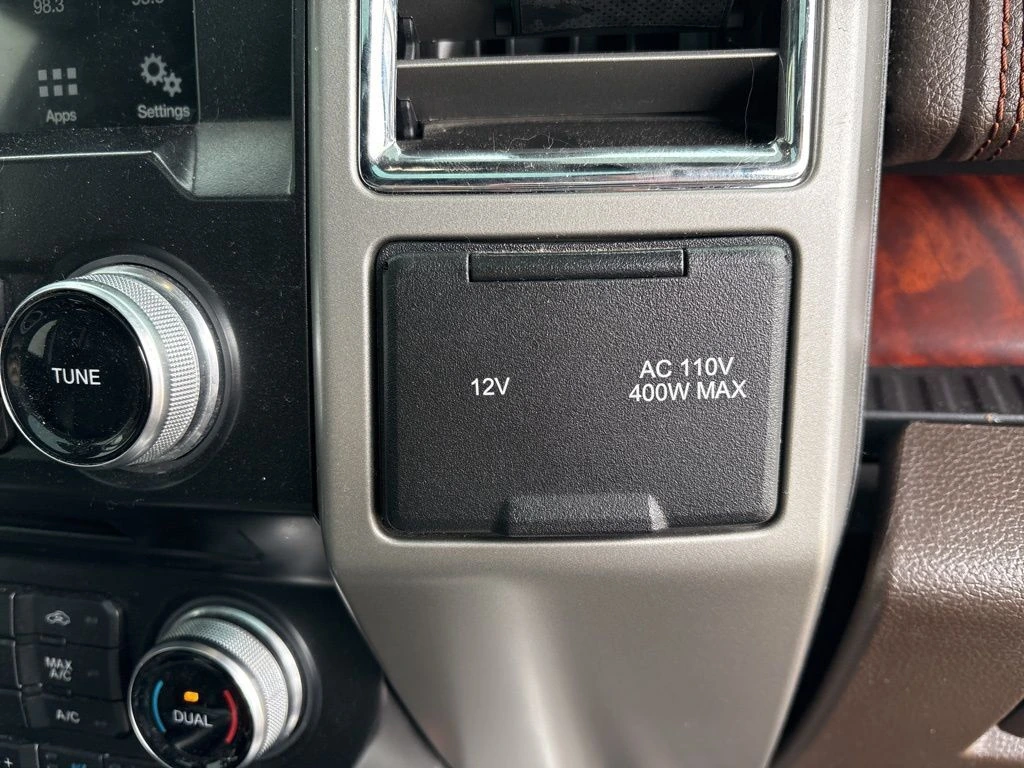 98.3
Apps
Settings
TUNE
12V
AC 110V
400W MAX
MAX
A/C
A/C
DUAL
+